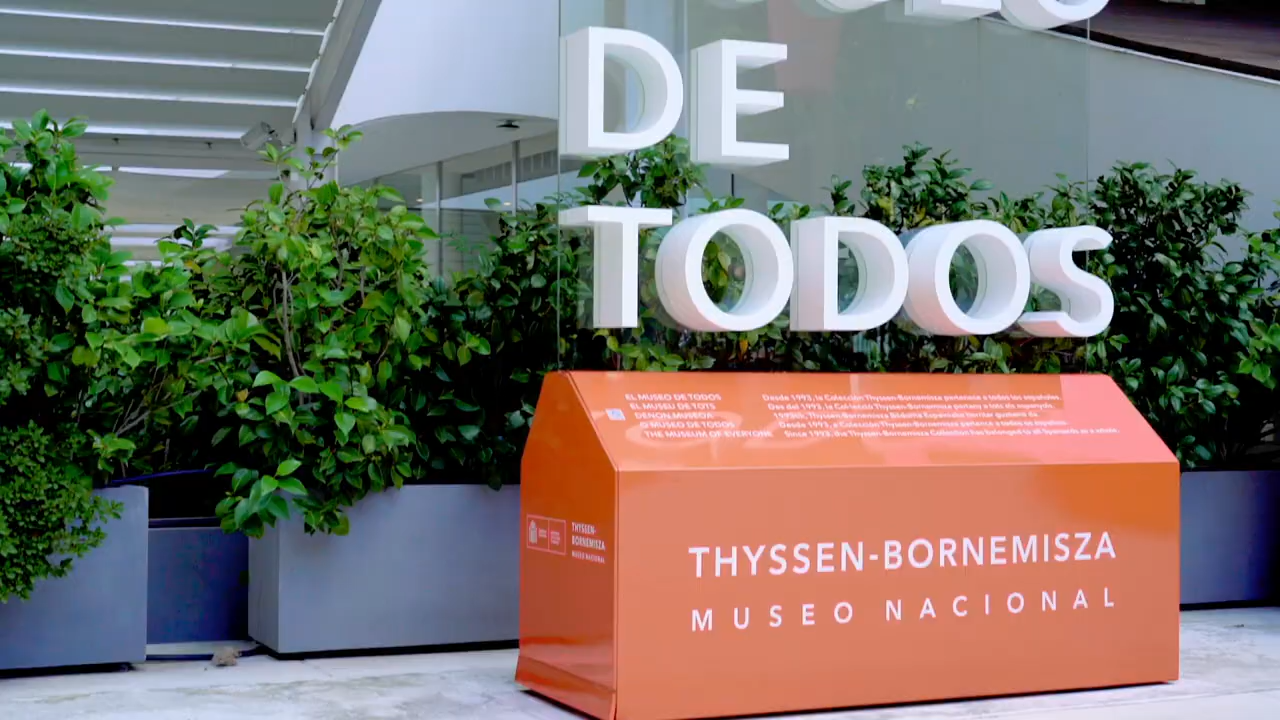 DE
TODOS
EL MUSEO DE TODOS
EL MUSEU DE TOTS
DENON MUSEOA
O MUSEO DE TODOS
THE MUSEUM OF EVERYONE
Desde 1993, la Colección Thyssen-Bornemisza pertenece a todos los españoles.
Des del 1993, la Col·lecció Thyssen-Bornemisza pertany a tots els espanyols.
Desde 1993, a Colección Thyssen-Bornemisza pertence a todos os españois.
Since 1993, the Thyssen-Bornemisza Collection has belonged to all Spaniards as a whole.
THYSSEN-
BORNEMISZA
MUSEO NACIONAL
THYSSEN-BORNEMISZA
MUSEO NACIONAL